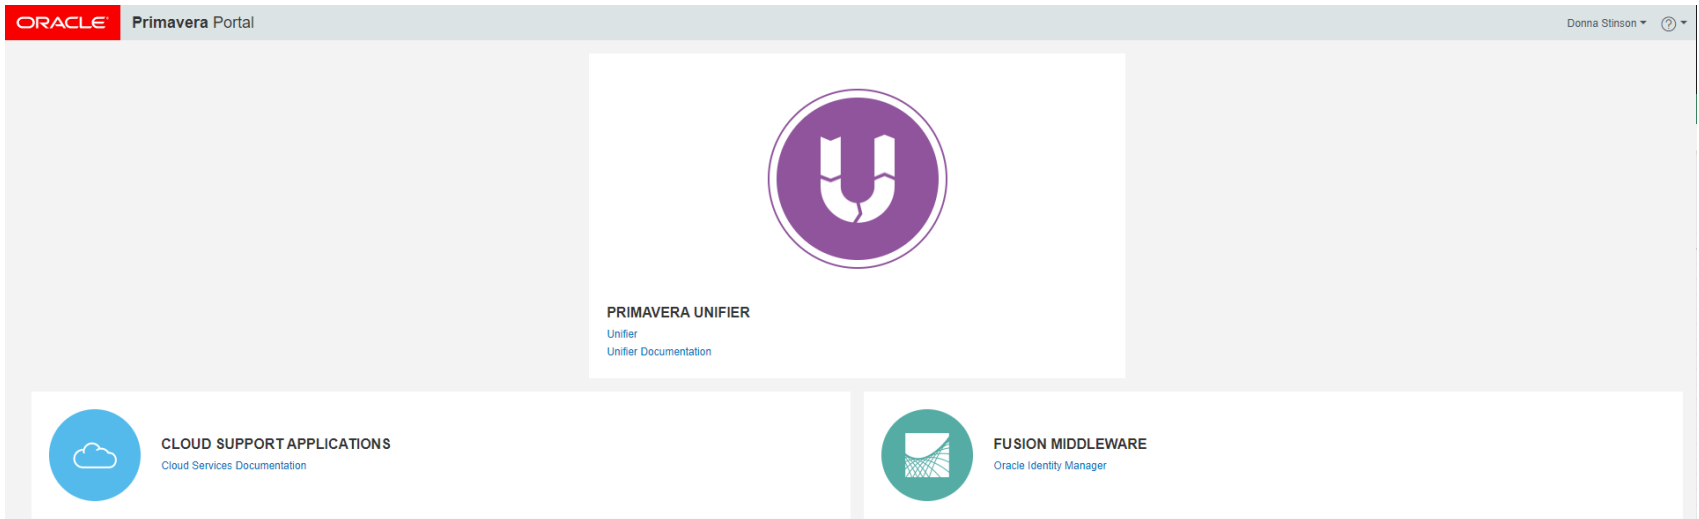 ORACLE Primavera Portal Donna Stinson ?
PRIMAVERA UNIFIER
Unifier
Unifier Documentation
CLOUD SUPPORT APPLICATIONS
Cloud Services Documentation
FUSION MIDDLEWARE
Oracle Identity Manager